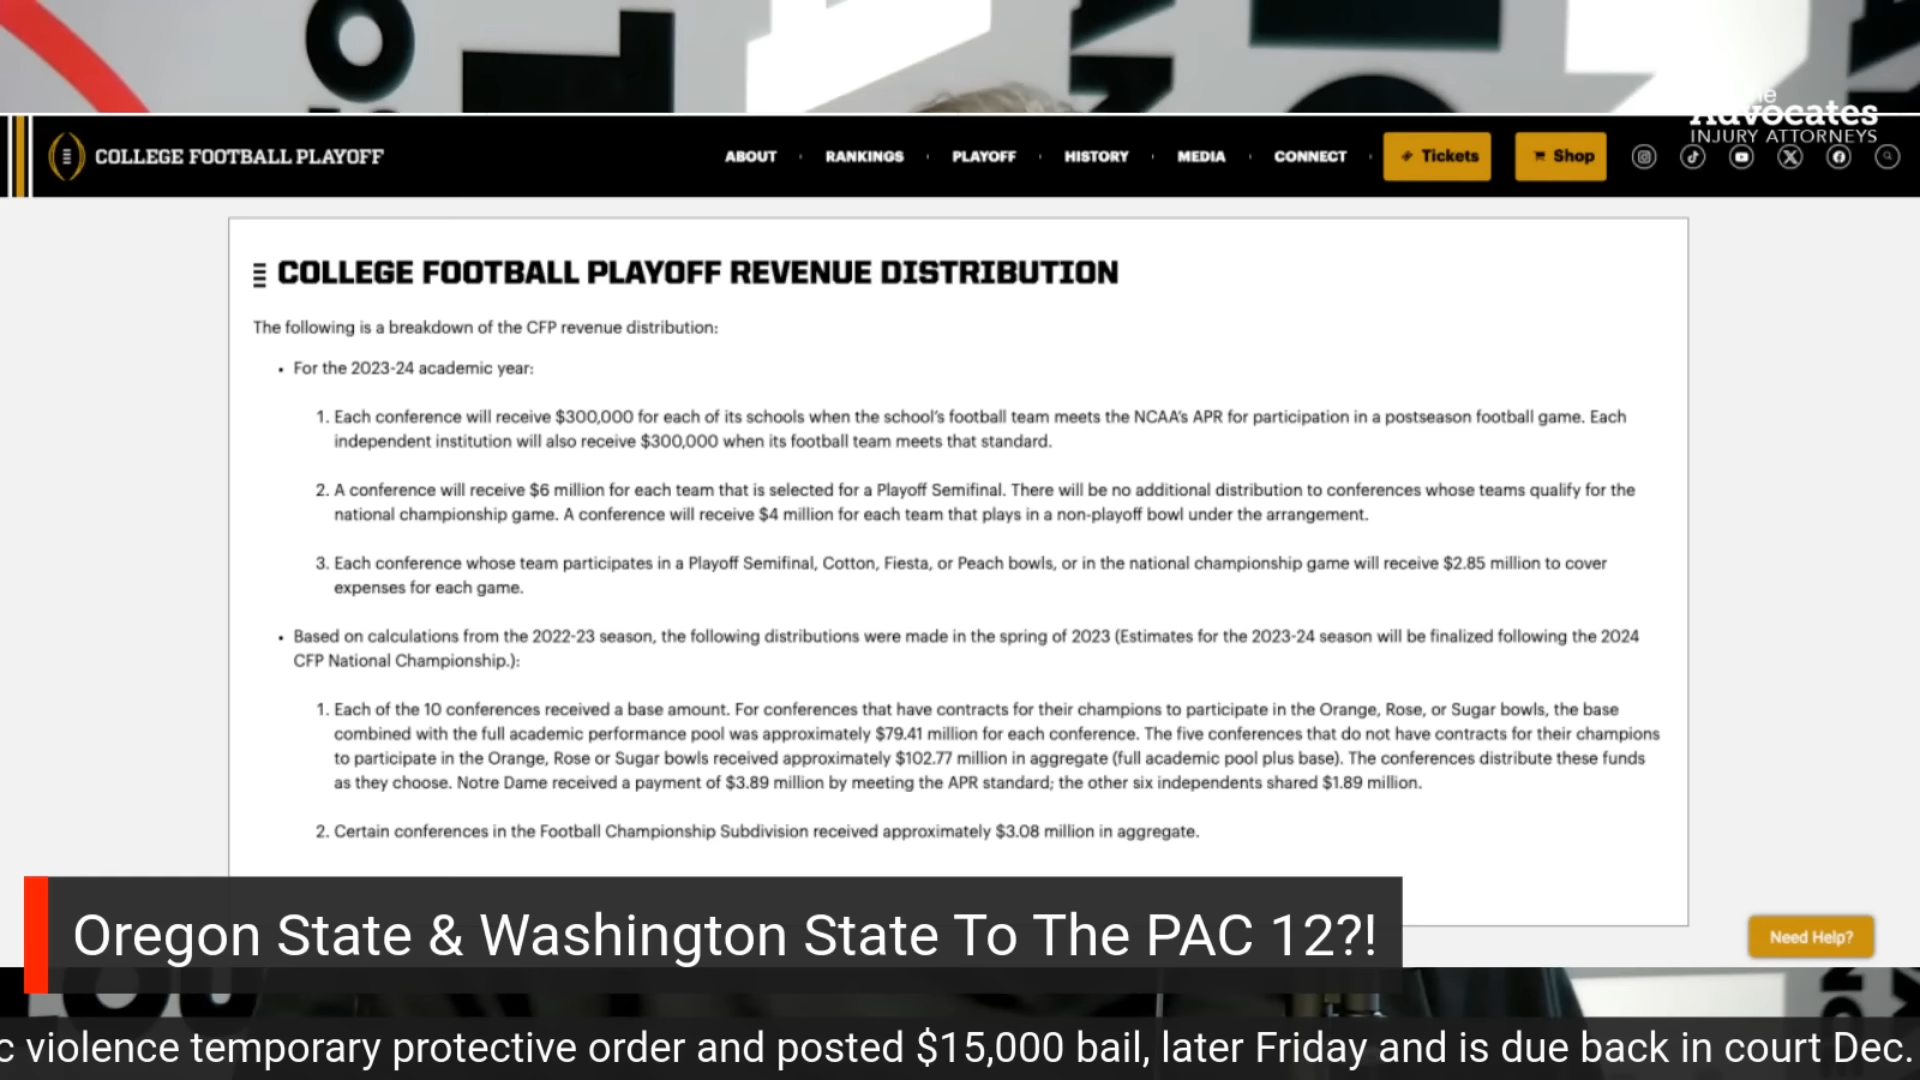 The
Advocates
INJURY ATTORNEYS
COLLEGE FOOTBALL PLAYOFF
ABOUT
RANKINGS
PLAYOFF
HISTORY
MEDIA
CONNECT
Tickets
Shop
COLLEGE FOOTBALL PLAYOFF REVENUE DISTRIBUTION
The following is a breakdown of the CFP revenue distribution:
• For the 2023-24 academic year:
1. Each conference will receive $300,000 for each of its schools when the school's football team meets the NCAA's APR for participation in a postseason football game. Each
independent institution will also receive $300,000 when its football team meets that standard.
2. A conference will receive $6 million for each team that is selected for a Playoff Semifinal. There will be no additional distribution to conferences whose teams qualify for the
national championship game. A conference will receive $4 million for each team that plays in a non-playoff bowl under the arrangement.
3. Each conference whose team participates in a Playoff Semifinal, Cotton, Fiesta, or Peach bowls, or in the national championship game will receive $2.85 million to cover
expenses for each game.
• Based on calculations from the 2022-23 season, the following distributions were made in the spring of 2023 (Estimates for the 2023-24 season will be finalized following the 2024
CFP National Championship.):
1. Each of the 10 conferences received a base amount. For conferences that have contracts for their champions to participate in the Orange, Rose, or Sugar bowls, the base
combined with the full academic performance pool was approximately $79.41 million for each conference. The five conferences that do not have contracts for their champions
to participate in the Orange, Rose or Sugar bowls received approximately $102.77 million in aggregate (full academic pool plus base). The conferences distribute these funds
as they choose. Notre Dame received a payment of $3.89 million by meeting the APR standard; the other six independents shared $1.89 million.
2. Certain conferences in the Football Championship Subdivision received approximately $3.08 million in aggregate.
Oregon State & Washington State To The PAC 12?!
Need Help?
c violence temporary protective order and posted $15,000 bail, later Friday and is due back in court Dec.